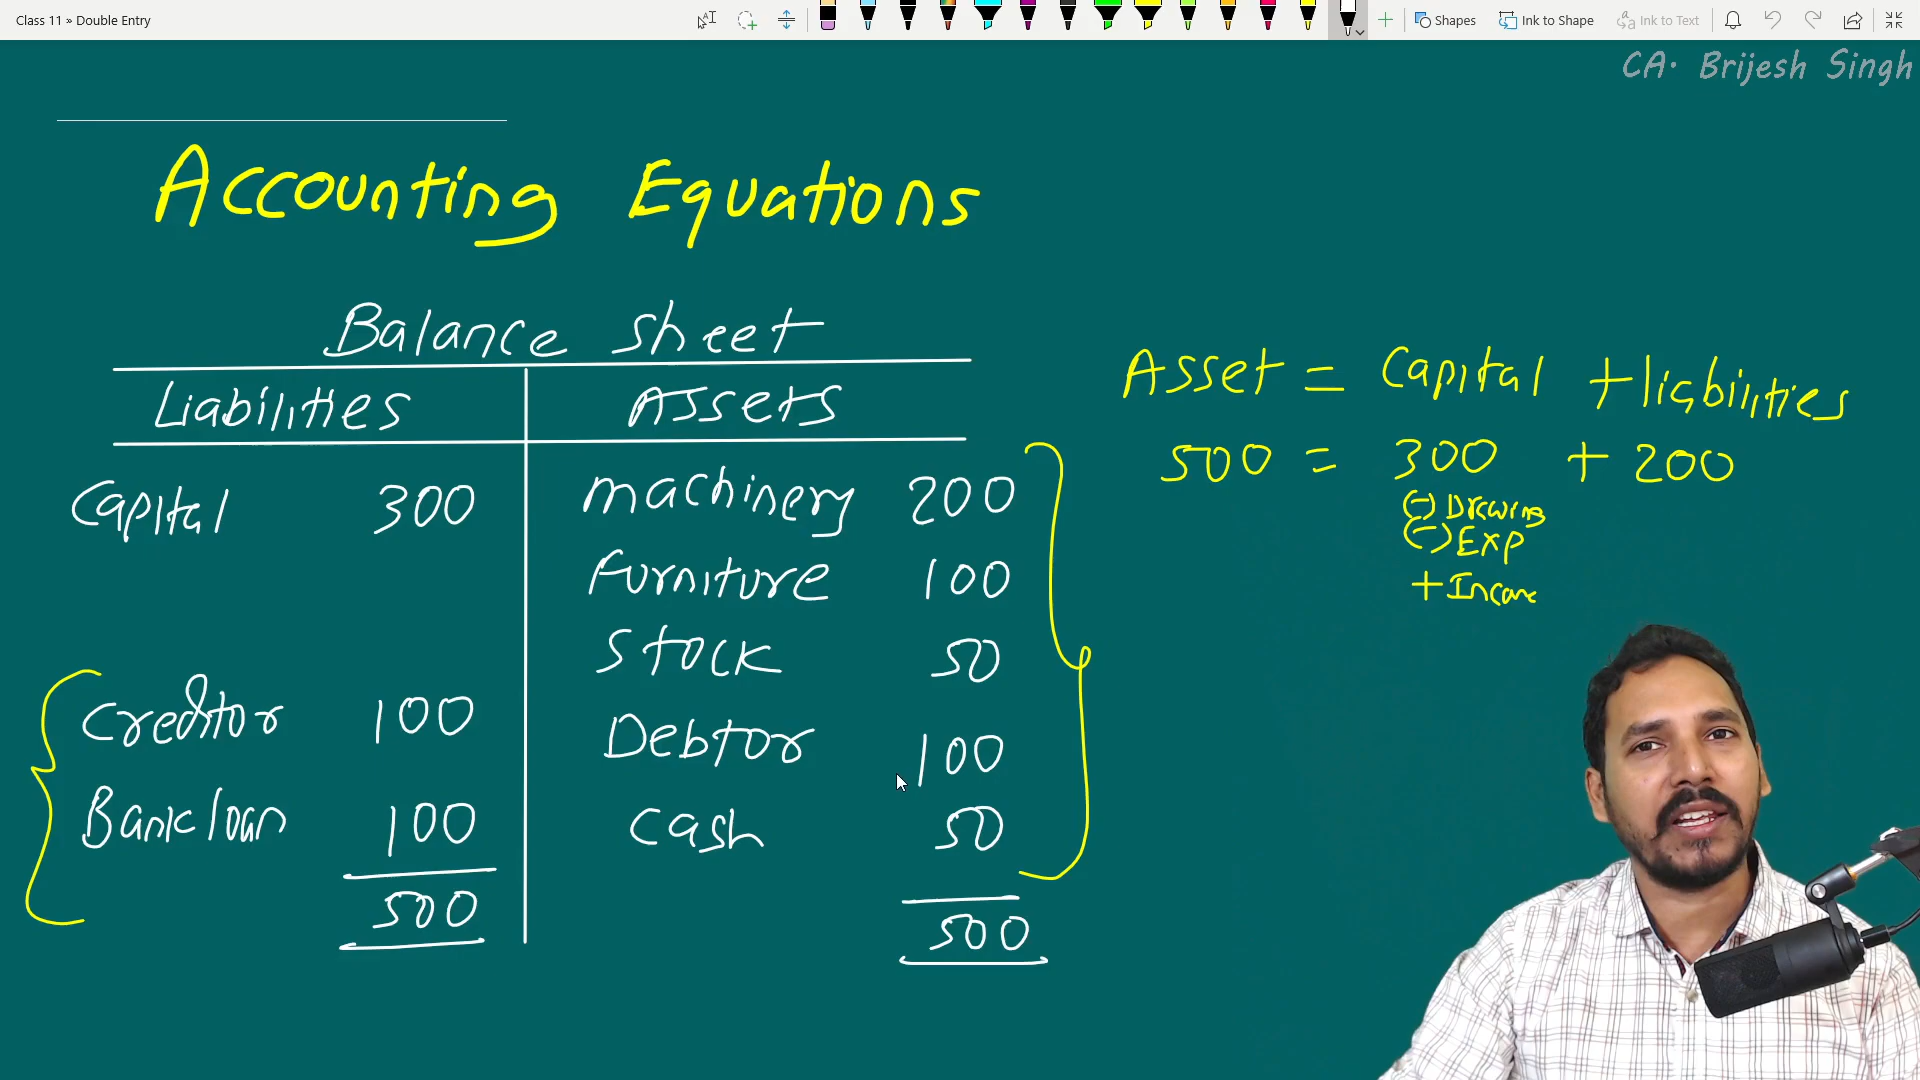 Class 11 » Double Entry
Shapes
Ink to Shape
Ink to Text
CA. Brijesh Singh
Accounting Equations
Balance Sheet
Liabilities Assets
Capital 300 machinery 200
furniture 100
Stock 50
Creditor 100 Debtor 100
Bank loan 100 Cash 50
500 500
Asset = Capital + liabilities
500 = 300 + 200
(-) Drawing
(-) Exp
+ Income